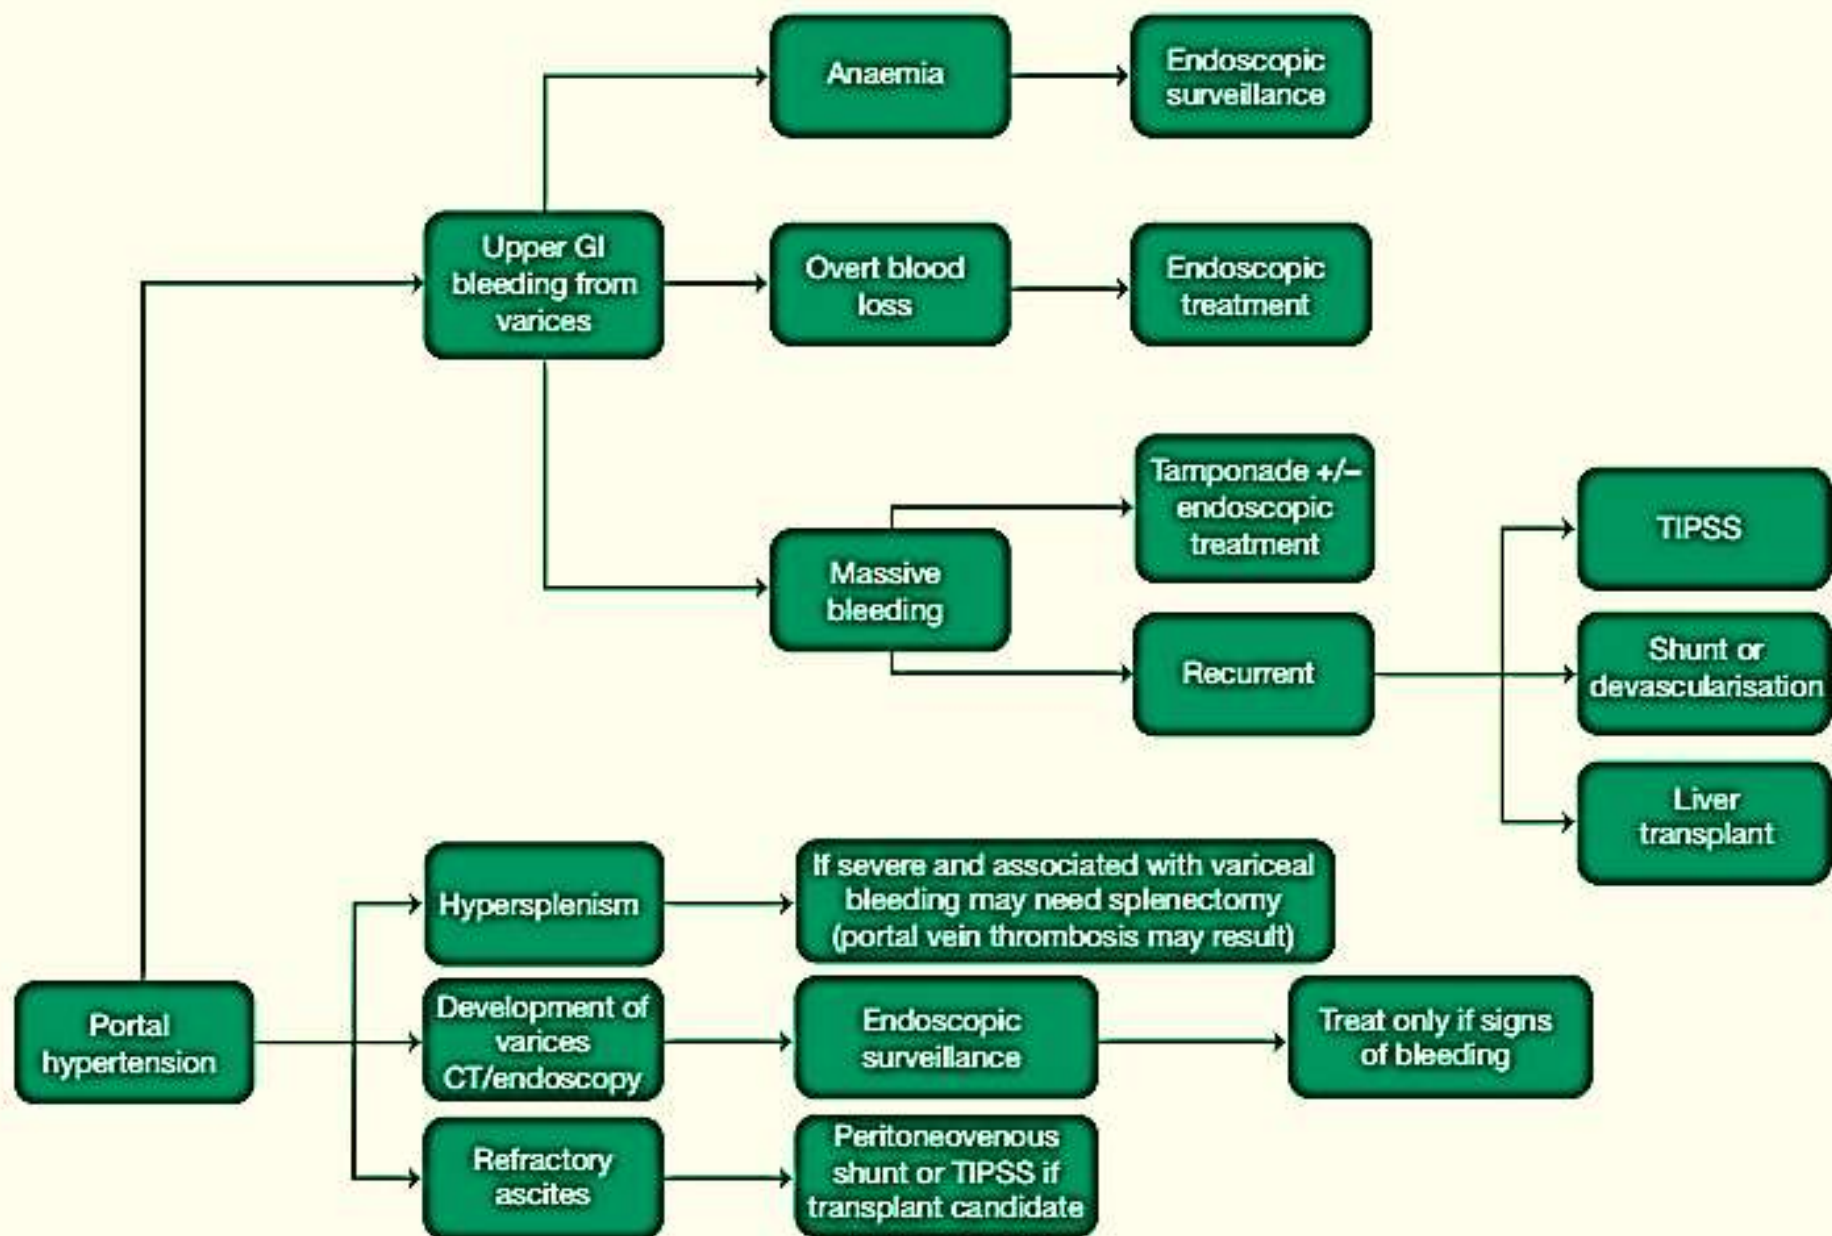 Anaemia
Endoscopic
surveillance
Upper GI
bleeding from
varices
Overt blood
loss
Endoscopic
treatment
Tamponade +/–
endoscopic
treatment
TIPSS
Massive
bleeding
Recurrent
Shunt or
devascularisation
Liver
transplant
Hypersplenism
If severe and associated with variceal
bleeding may need splenectomy
(portal vein thrombosis may result)
Portal
hypertension
Development of
varices
CT/endoscopy
Endoscopic
surveillance
Treat only if signs
of bleeding
Refractory
ascites
Peritoneovenous
shunt or TIPSS if
transplant candidate